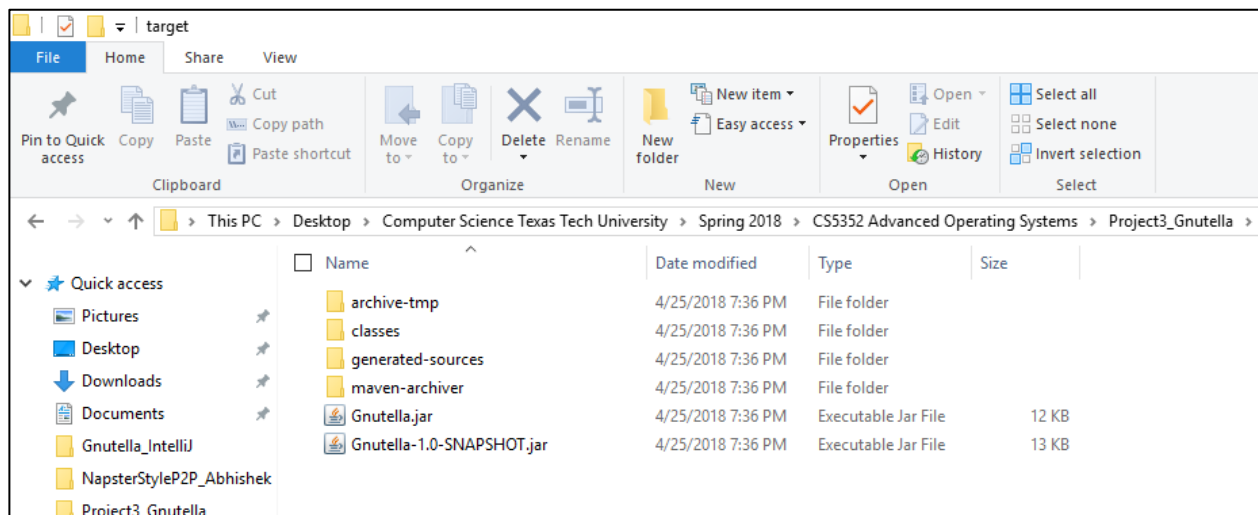 target
File Home Share View
Pin to Quick access
Copy
Paste
Cut
Copy path
Paste shortcut
Clipboard
Move to
Copy to
Delete
Rename
Organize
New folder
New item
Easy access
New
Properties
Open
Edit
History
Open
Select all
Select none
Invert selection
Select
This PC > Desktop > Computer Science Texas Tech University > Spring 2018 > CS5352 Advanced Operating Systems > Project3_Gnutella >
Quick access
Pictures
Desktop
Downloads
Documents
Gnutella_IntelliJ
NapsterStyleP2P_Abhishek
Project3_Gnutella
Name Date modified Type Size
archive-tmp 4/25/2018 7:36 PM File folder
classes 4/25/2018 7:36 PM File folder
generated-sources 4/25/2018 7:36 PM File folder
maven-archiver 4/25/2018 7:36 PM File folder
Gnutella.jar 4/25/2018 7:36 PM Executable Jar File 12 KB
Gnutella-1.0-SNAPSHOT.jar 4/25/2018 7:36 PM Executable Jar File 13 KB